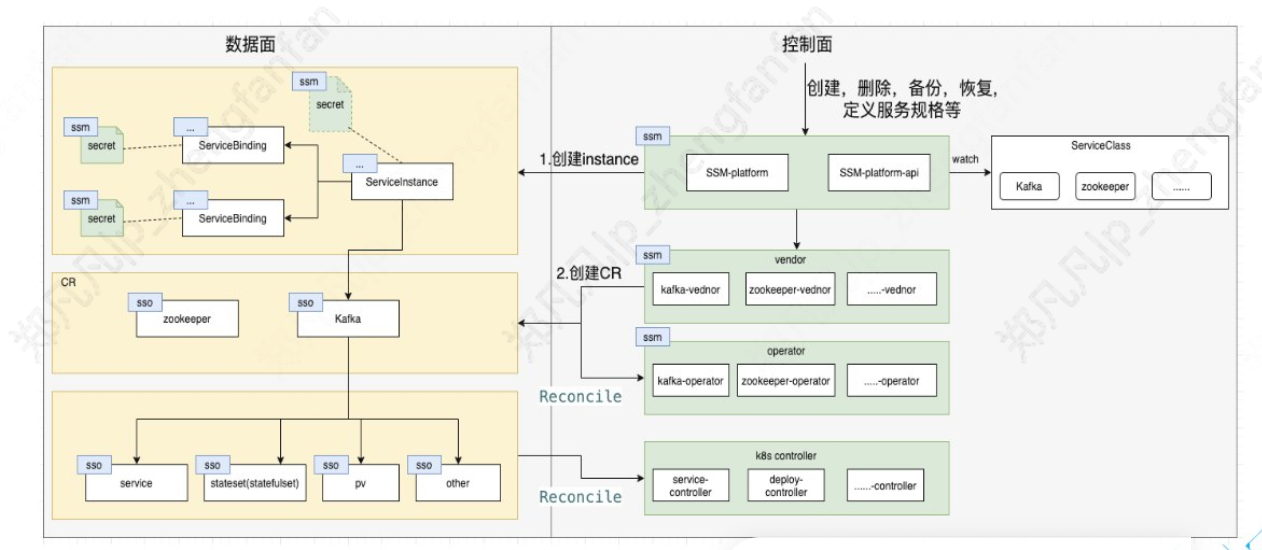 数据面
控制面
ssm
secret
ssm
secret
...
ServiceBinding
...
ServiceInstance
ssm
secret
...
ServiceBinding
创建，删除，备份，恢复，
定义服务规格等
1.创建instance
ssm
SSM-platform
SSM-platform-api
watch
ServiceClass
Kafka
zookeeper
......
CR
sso
zookeeper
sso
Kafka
2.创建CR
ssm
vendor
kafka-vednor
zookeeper-vednor
.....-vednor
ssm
operator
kafka-operator
zookeeper-operator
.....-operator
Reconcile
sso
service
sso
stateset(statefulset)
sso
pv
sso
other
Reconcile
k8s controller
service-
controller
deploy-
controller
......-controller
郑凡凡jp_zhengfanfan